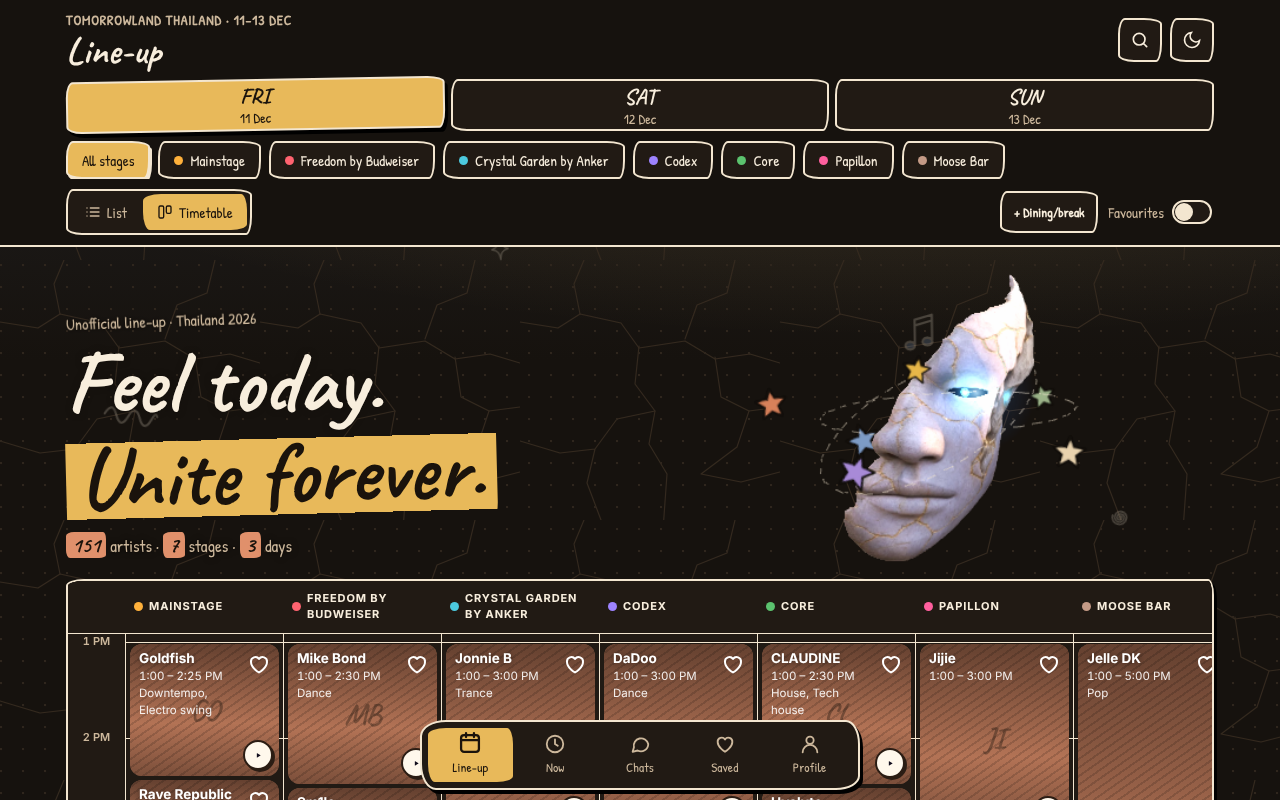 TOMORROWLAND THAILAND · 11–13 DEC
Line-up
FRI
11 Dec
SAT
12 Dec
SUN
13 Dec
All stages
Mainstage
Freedom by Budweiser
Crystal Garden by Anker
Codex
Core
Papillon
Moose Bar
List
Timetable
+ Dining/break
Favourites
Unofficial line-up · Thailand 2026
Feel today.
Unite forever.
151 artists · 7 stages · 3 days
MAINSTAGE
FREEDOM BY
BUDWEISER
CRYSTAL GARDEN
BY ANKER
CODEX
CORE
PAPILLON
MOOSE BAR
1 PM
Goldfish
1:00 – 2:25 PM
Downtempo,
Electro swing
Mike Bond
1:00 – 2:30 PM
Dance
MB
Jonnie B
1:00 – 3:00 PM
Trance
DaDoo
1:00 – 3:00 PM
Dance
CLAUDINE
1:00 – 2:30 PM
House, Tech
house
Jijie
1:00 – 3:00 PM
JI
Jelle DK
1:00 – 5:00 PM
Pop
2 PM
Rave Republic
Line-up
Now
Chats
Saved
Profile